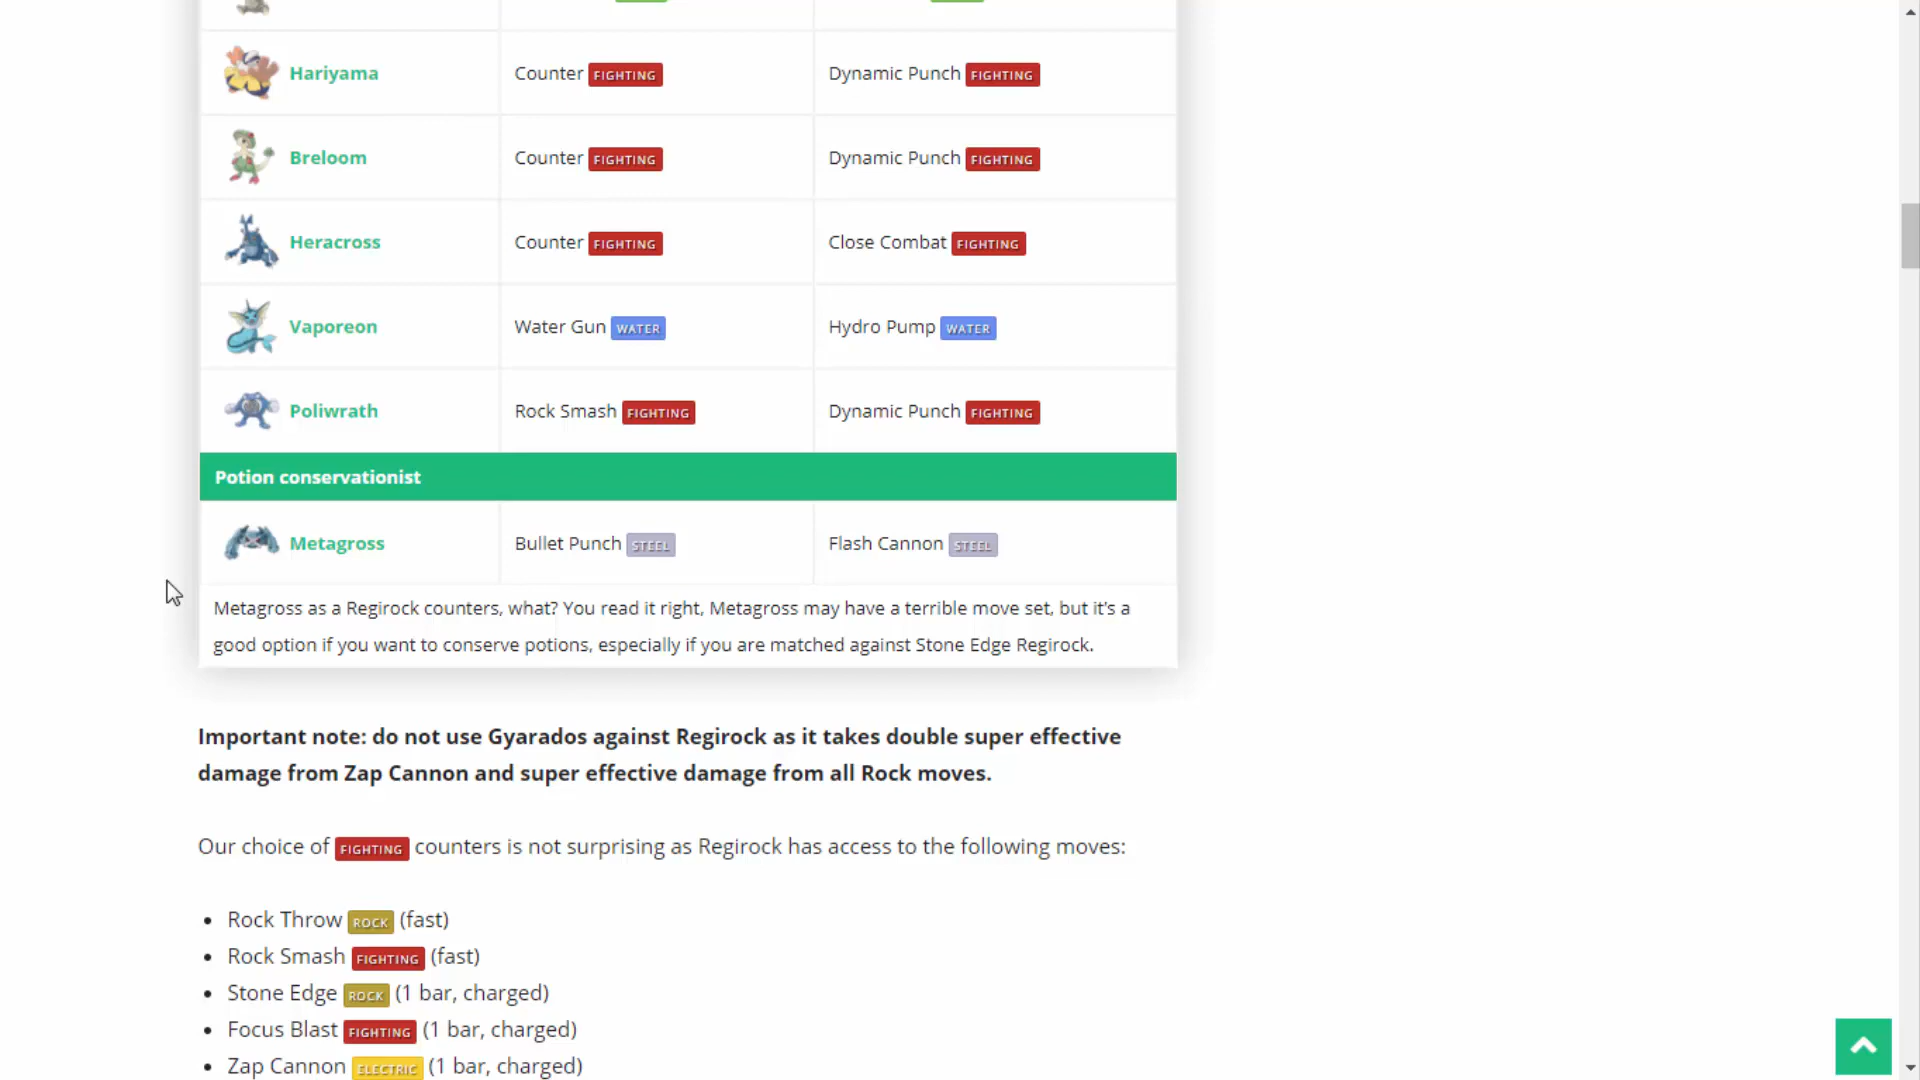 Hariyama Counter FIGHTING Dynamic Punch FIGHTING
Breloom Counter FIGHTING Dynamic Punch FIGHTING
Heracross Counter FIGHTING Close Combat FIGHTING
Vaporeon Water Gun WATER Hydro Pump WATER
Poliwrath Rock Smash FIGHTING Dynamic Punch FIGHTING
Potion conservationist
Metagross Bullet Punch STEEL Flash Cannon STEEL
Metagross as a Regirock counters, what? You read it right, Metagross may have a terrible move set, but it's a
good option if you want to conserve potions, especially if you are matched against Stone Edge Regirock.
Important note: do not use Gyarados against Regirock as it takes double super effective
damage from Zap Cannon and super effective damage from all Rock moves.
Our choice of FIGHTING counters is not surprising as Regirock has access to the following moves:
• Rock Throw ROCK (fast)
• Rock Smash FIGHTING (fast)
• Stone Edge ROCK (1 bar, charged)
• Focus Blast FIGHTING (1 bar, charged)
• Zap Cannon ELECTRIC (1 bar, charged)